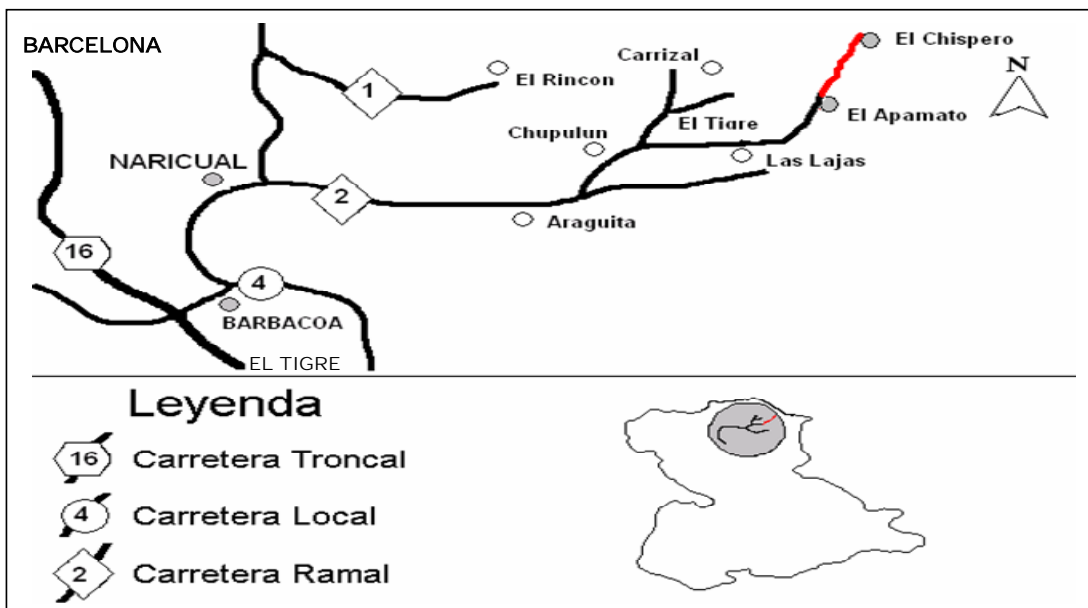 BARCELONA
El Chispero
Carrizal
N
El Rincon
1
El Apamato
El Tigre
Chupulun
Las Lajas
NARICUAL
2
Araguita
16
4
BARBACOA
EL TIGRE
Leyenda
16 Carretera Troncal
4 Carretera Local
2 Carretera Ramal